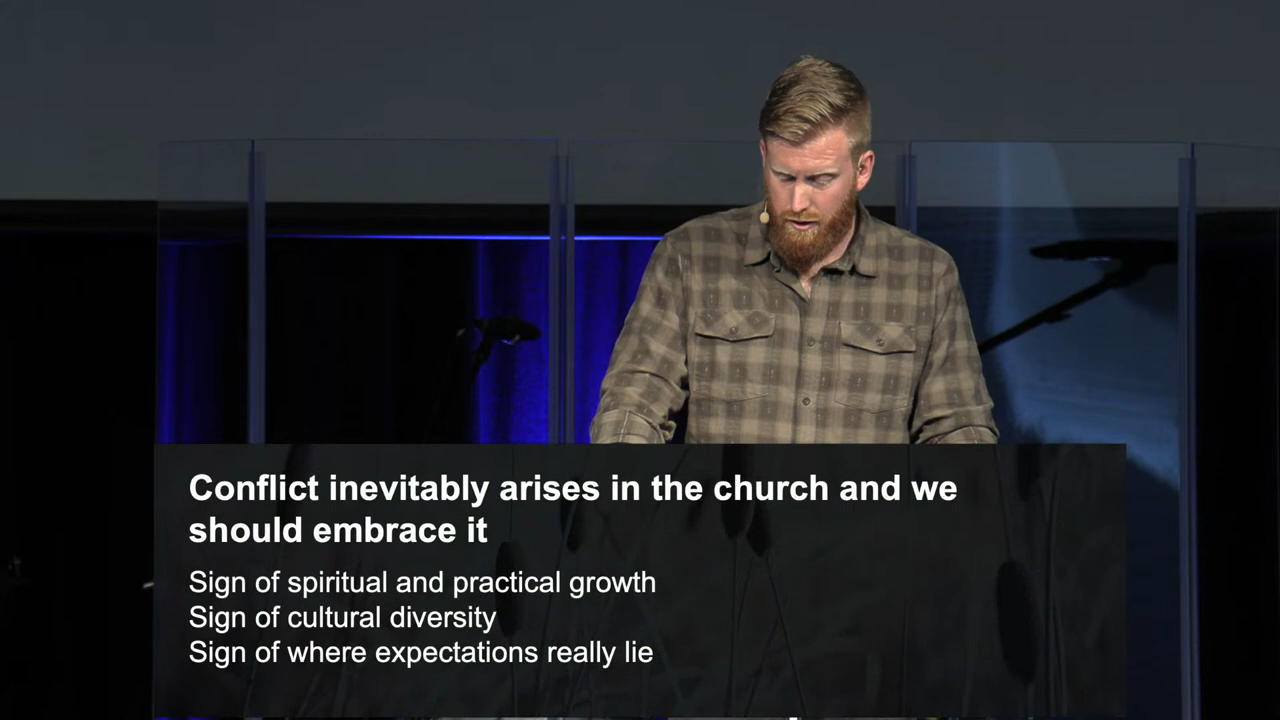 Conflict inevitably arises in the church and we
should embrace it
Sign of spiritual and practical growth
Sign of cultural diversity
Sign of where expectations really lie